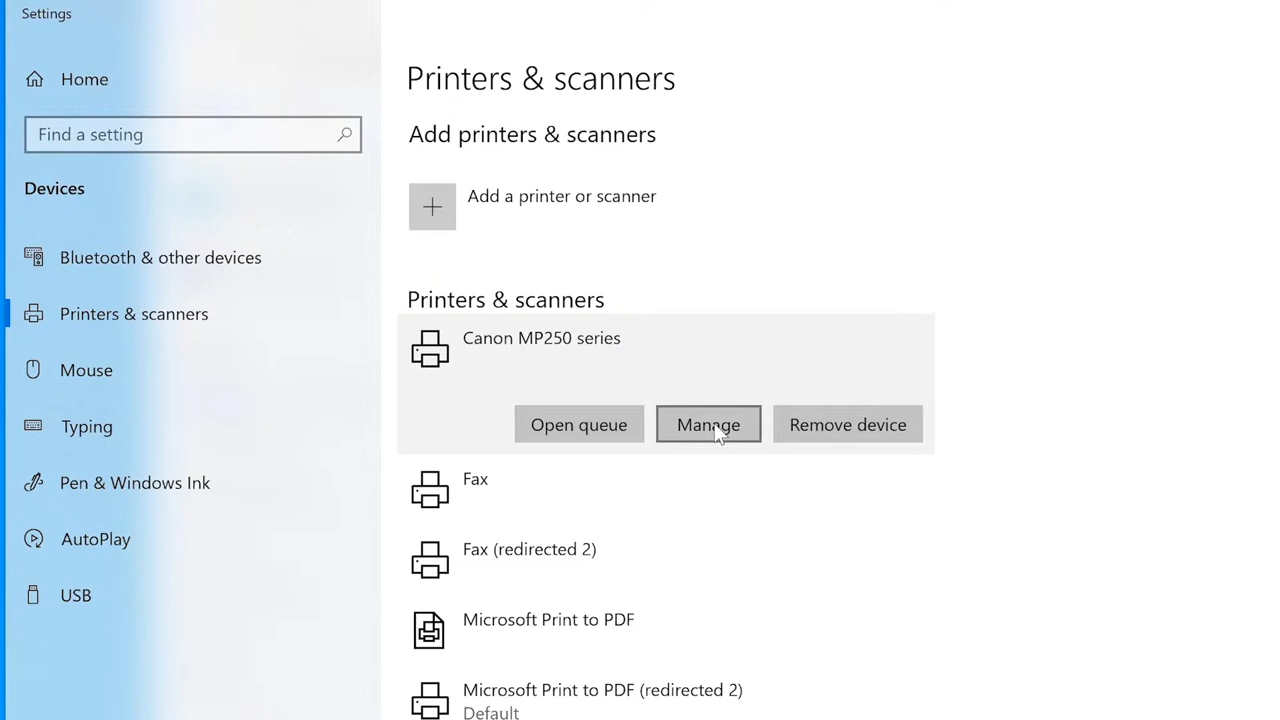 Settings
Home
Find a setting
Devices
Bluetooth & other devices
Printers & scanners
Mouse
Typing
Pen & Windows Ink
AutoPlay
USB
Printers & scanners
Add printers & scanners
Add a printer or scanner
Printers & scanners
Canon MP250 series
Open queue
Manage
Remove device
Fax
Fax (redirected 2)
Microsoft Print to PDF
Microsoft Print to PDF (redirected 2)
Default